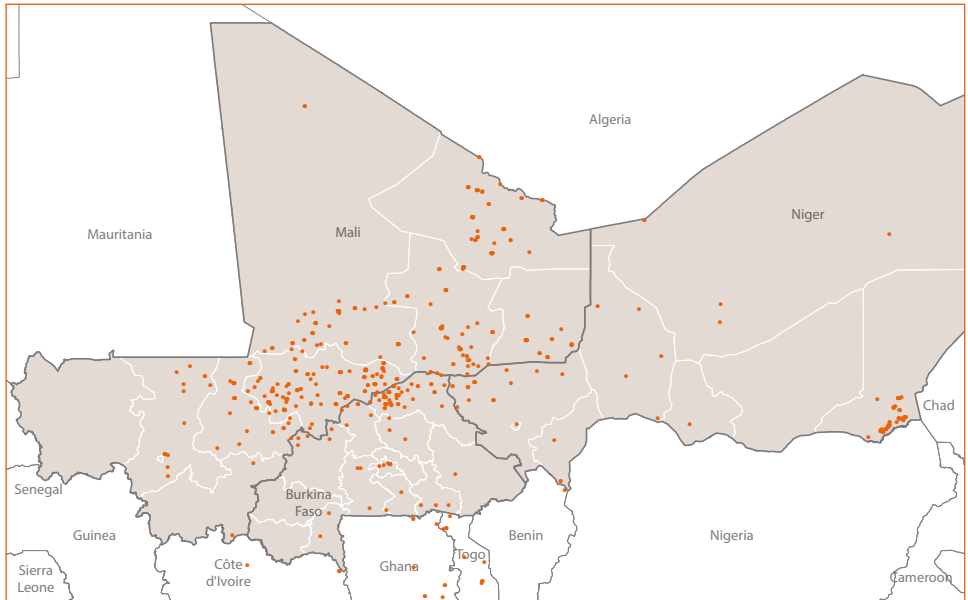 Algeria
Niger
Mauritania
Mali
Chad
Senegal
Burkina
Faso
Guinea
Benin
Nigeria
Togo
Côte
d'Ivoire
Ghana
Sierra
Leone
Cameroon